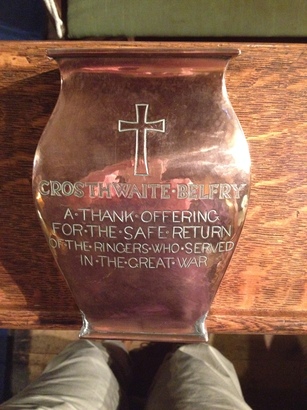 CROSTHWAITE·BELFRY
A·THANK·OFFERING
FOR·THE·SAFE·RETURN
OF·THE·RINGERS·WHO·SERVED
IN·THE·GREAT·WAR